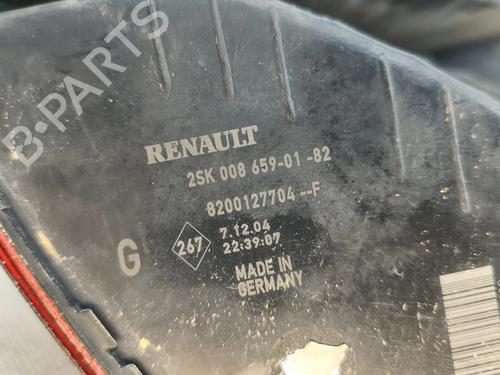 B-Parts
RENAULT
2SK 008 659-01 -82
8200127704 --F
G
267
7.12.04
22:39:07
MADE IN
GERMANY